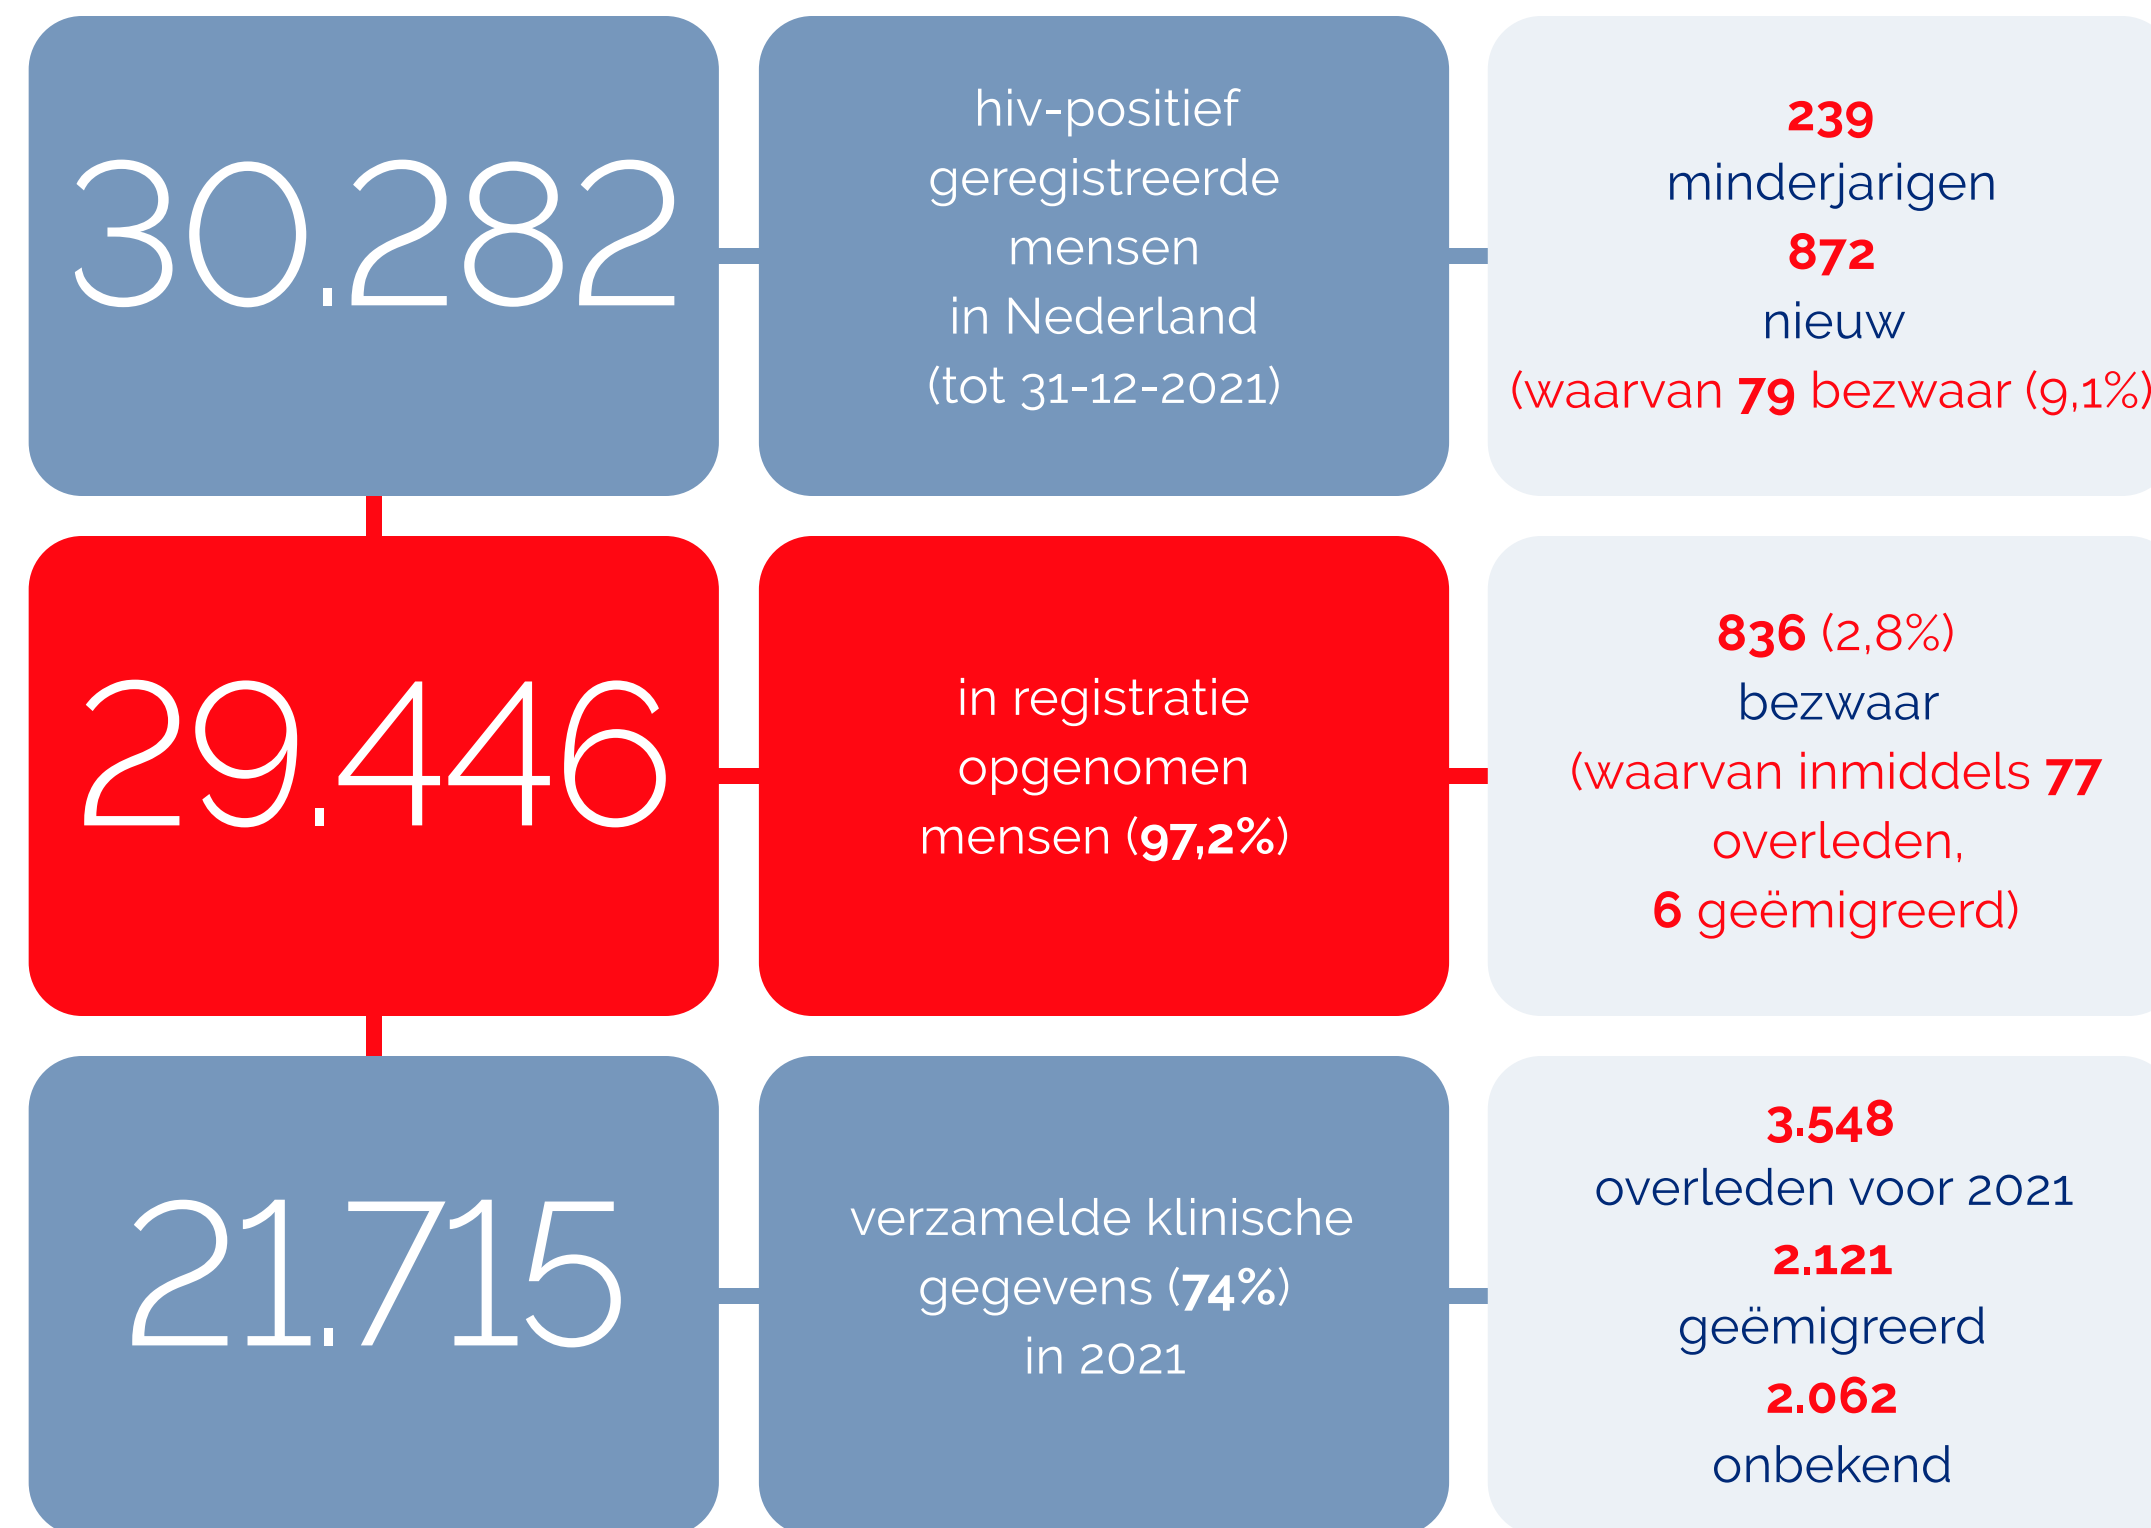 30.282
hiv-positief
geregistreerde
mensen
in Nederland
(tot 31-12-2021)
239
minderjarigen
872
nieuw
(waarvan 79 bezwaar (9,1%)
29.446
in registratie
opgenomen
mensen (97,2%)
836 (2,8%)
bezwaar
(waarvan inmiddels 77
overleden,
6 geëmigreerd)
21.715
verzamelde klinische
gegevens (74%)
in 2021
3.548
overleden voor 2021
2.121
geëmigreerd
2.062
onbekend